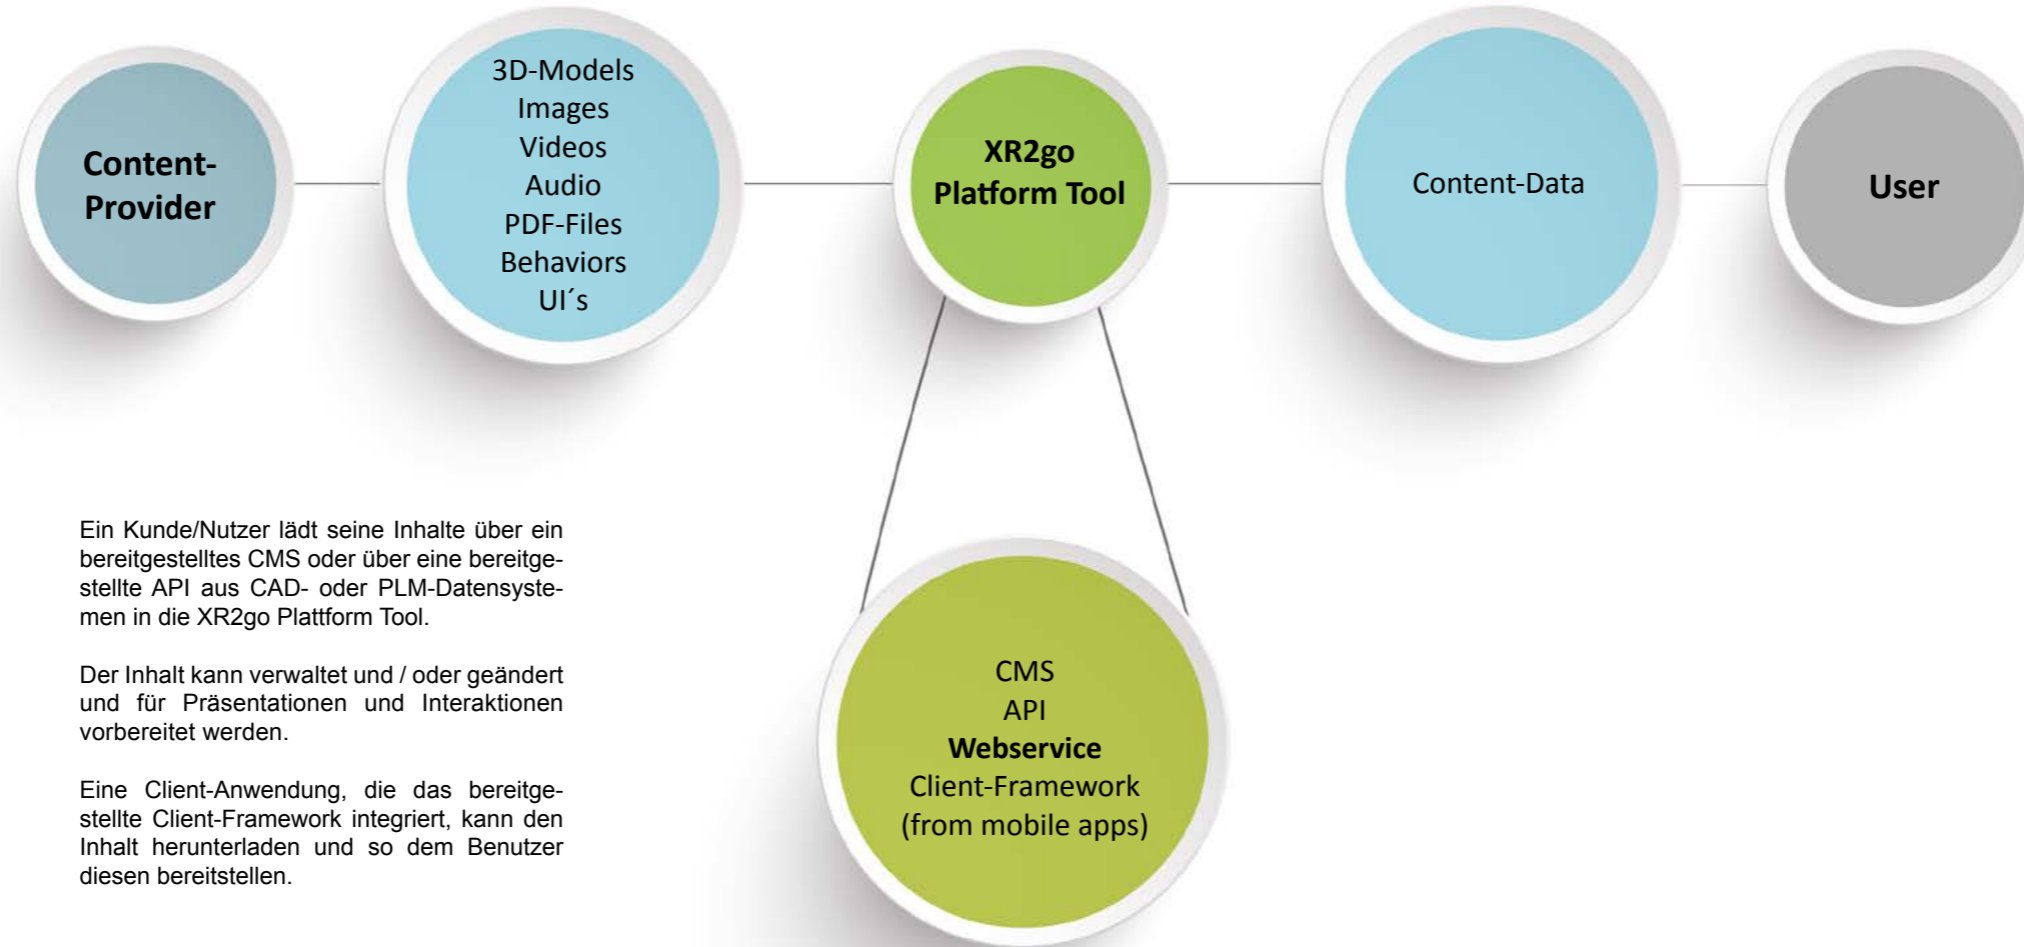 Content-
Provider
3D-Models
Images
Videos
Audio
PDF-Files
Behaviors
UI´s
XR2go
Platform Tool
Content-Data
User
CMS
API
Webservice
Client-Framework
(from mobile apps)
Ein Kunde/Nutzer lädt seine Inhalte über ein
bereitgestelltes CMS oder über eine bereitge-
stellte API aus CAD- oder PLM-Datensyste-
men in die XR2go Plattform Tool.
Der Inhalt kann verwaltet und / oder geändert
und für Präsentationen und Interaktionen
vorbereitet werden.
Eine Client-Anwendung, die das bereitge-
stellte Client-Framework integriert, kann den
Inhalt herunterladen und so dem Benutzer
diesen bereitstellen.